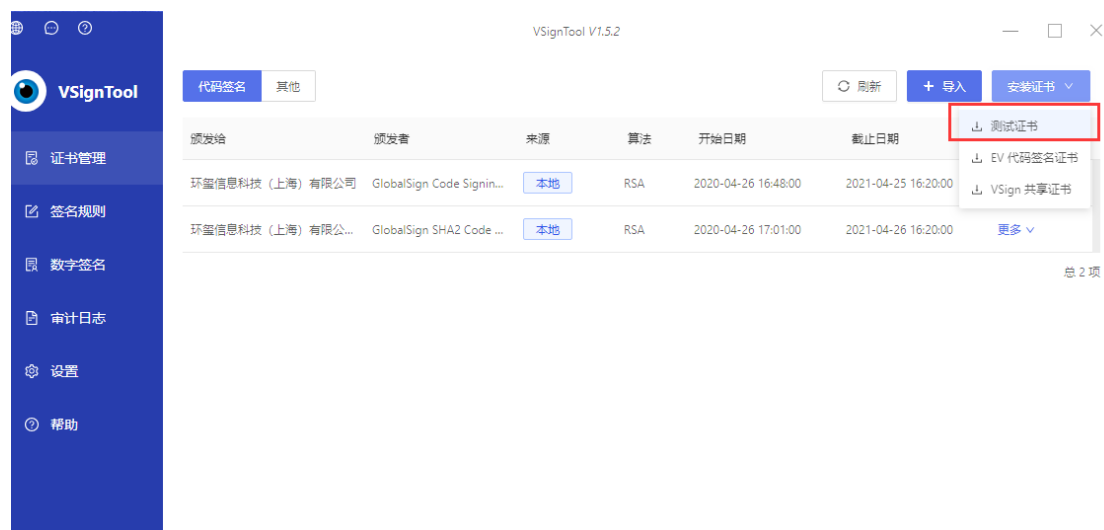 VSignTool V1.5.2
VSignTool
代码签名 其他 刷新 + 导入 安装证书
测试证书
EV 代码签名证书
VSign 共享证书
证书管理
签名规则
数字签名
审计日志
设置
帮助
颁发给 颁发者 来源 算法 开始日期 截止日期
环玺信息科技（上海）有限公司 GlobalSign Code Signin... 本地 RSA 2020-04-26 16:48:00 2021-04-25 16:20:00
环玺信息科技（上海）有限公... GlobalSign SHA2 Code ... 本地 RSA 2020-04-26 17:01:00 2021-04-26 16:20:00 更多
总 2 项